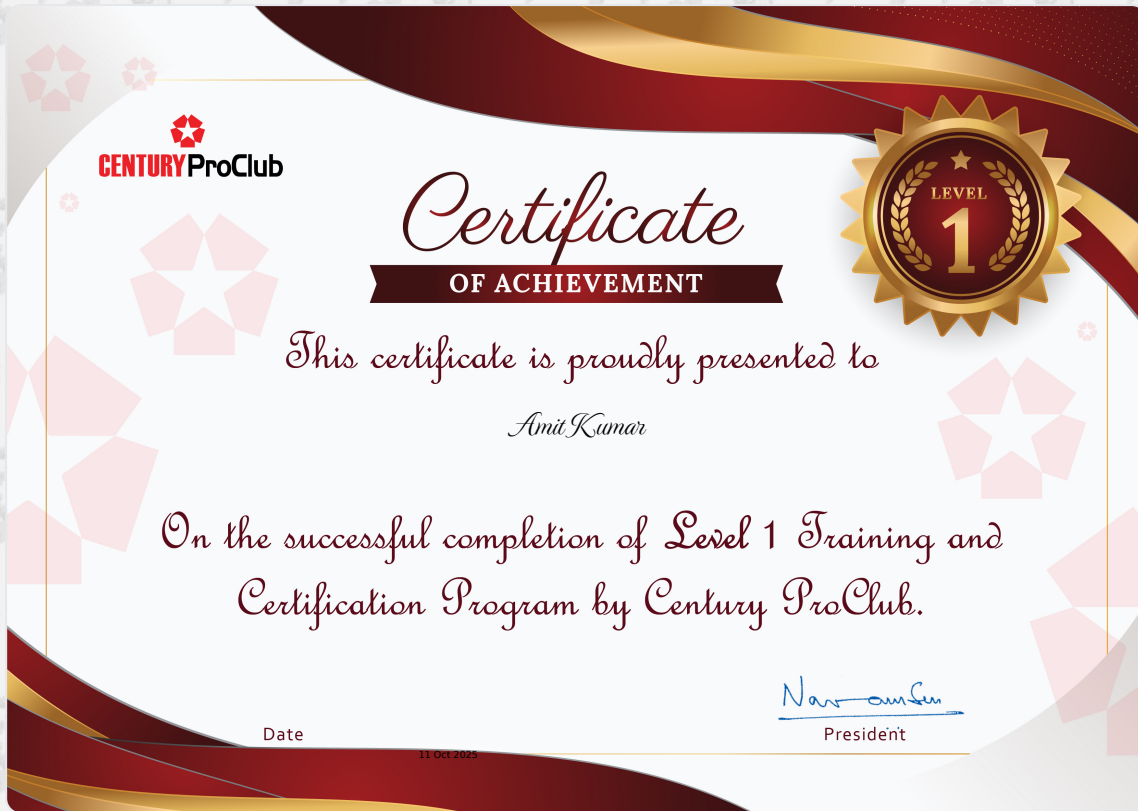 CENTURY ProClub
LEVEL
1
Certificate
OF ACHIEVEMENT
This certificate is proudly presented to
Amit Kumar
On the successful completion of Level 1 Training and
Certification Program by Century ProClub.
Date
President
11 Oct 2025